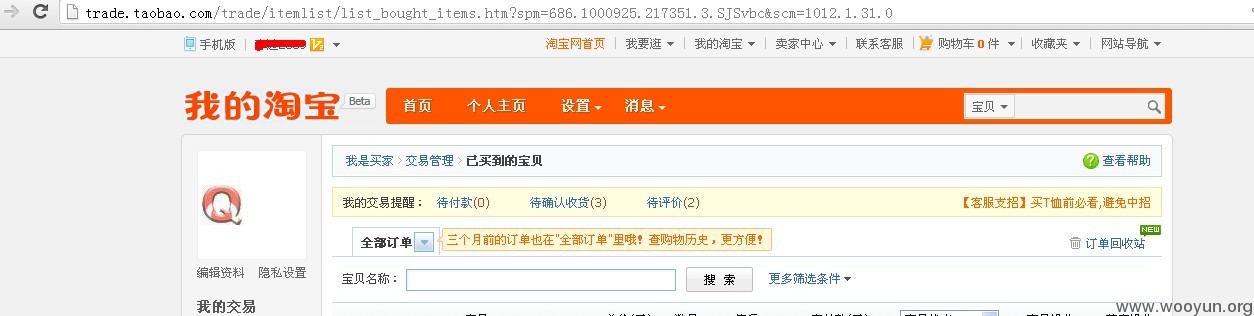 trade.taobao.com/trade/itemlist/list_bought_items.htm?spm=686.1000925.217351.3.SJSvbc&scm=1012.1.31.0
手机版 淘宝网首页 我要逛 我的淘宝 卖家中心 联系客服 购物车0件 收藏夹 网站导航
我的淘宝 Beta 首页 个人主页 设置 消息 宝贝
我是买家 > 交易管理 > 已买到的宝贝 查看帮助
我的交易提醒： 待付款(0) 待确认收货(3) 待评价(2) 【客服支招】买T恤前必看,避免中招
全部订单 三个月前的订单也在"全部订单"里哦！查购物历史，更方便！ 订单回收站 NEW
编辑资料 隐私设置
宝贝名称： 搜 索 更多筛选条件
我的交易
www.wooyun.org